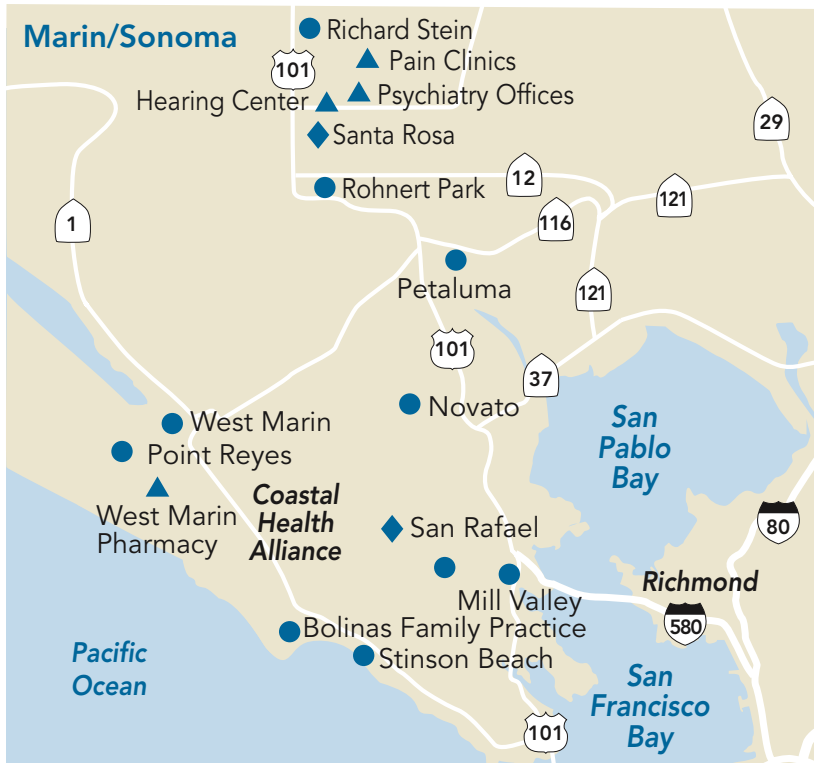 Marin/Sonoma
Richard Stein
101
Pain Clinics
Hearing Center
Psychiatry Offices
29
Santa Rosa
12
Rohnert Park
121
1
116
Petaluma
121
101
37
Novato
West Marin
San
Pablo
Bay
Point Reyes
Coastal
Health
Alliance
West Marin
Pharmacy
San Rafael
80
Richmond
Mill Valley
580
Bolinas Family Practice
Stinson Beach
Pacific
Ocean
San
Francisco
Bay
101